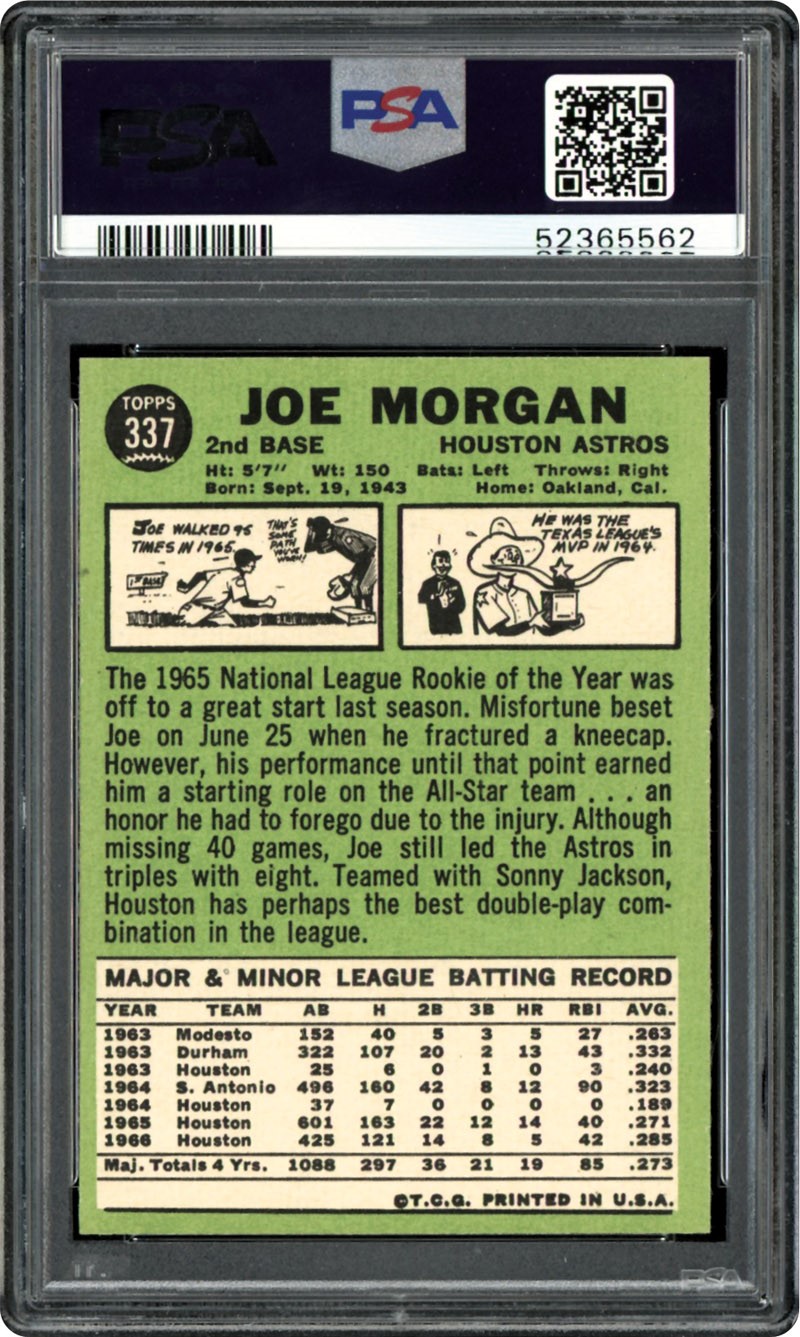 PSA
PSA
52365562
TOPPS
337
JOE MORGAN
2nd BASE HOUSTON ASTROS
Ht: 5'7" Wt: 150 Bats: Left Throws: Right
Born: Sept. 19, 1943 Home: Oakland, Cal.
JOE WALKED 95
TIMES IN 1965.
THAT'S
SOME
PATH
YOU'VE
WORN!
1ST BASE
HE WAS THE
TEXAS LEAGUE'S
MVP IN 1964.
The 1965 National League Rookie of the Year was
off to a great start last season. Misfortune beset
Joe on June 25 when he fractured a kneecap.
However, his performance until that point earned
him a starting role on the All-Star team . . . an
honor he had to forego due to the injury. Although
missing 40 games, Joe still led the Astros in
triples with eight. Teamed with Sonny Jackson,
Houston has perhaps the best double-play com-
bination in the league.
MAJOR & MINOR LEAGUE BATTING RECORD
YEAR TEAM AB H 2B 3B HR RBI AVG.
1963 Modesto 152 40 5 3 5 27 .263
1963 Durham 322 107 20 2 13 43 .332
1963 Houston 25 6 0 1 0 3 .240
1964 S. Antonio 496 160 42 8 12 90 .323
1964 Houston 37 7 0 0 0 0 .189
1965 Houston 601 163 22 12 14 40 .271
1966 Houston 425 121 14 8 5 42 .285
Maj. Totals 4 Yrs. 1088 297 36 21 19 85 .273
©T.C.G. PRINTED IN U.S.A.
PSA